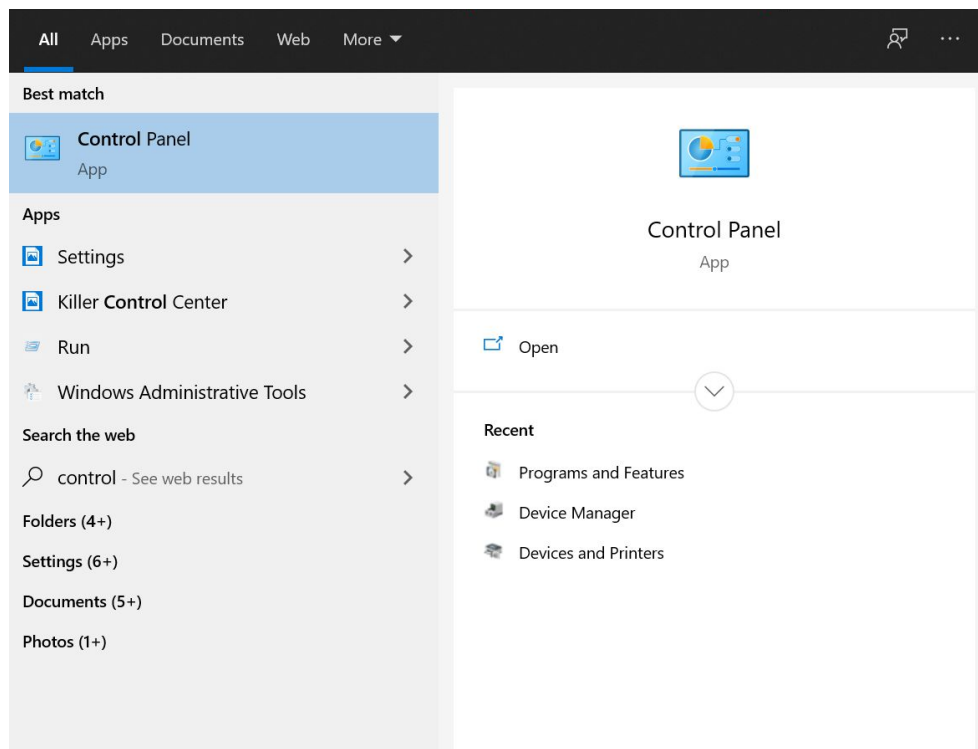 All Apps Documents Web More
Best match
Control Panel
App
Apps
Settings
Killer Control Center
Run
Windows Administrative Tools
Search the web
control - See web results
Folders (4+)
Settings (6+)
Documents (5+)
Photos (1+)
Control Panel
App
Open
Recent
Programs and Features
Device Manager
Devices and Printers